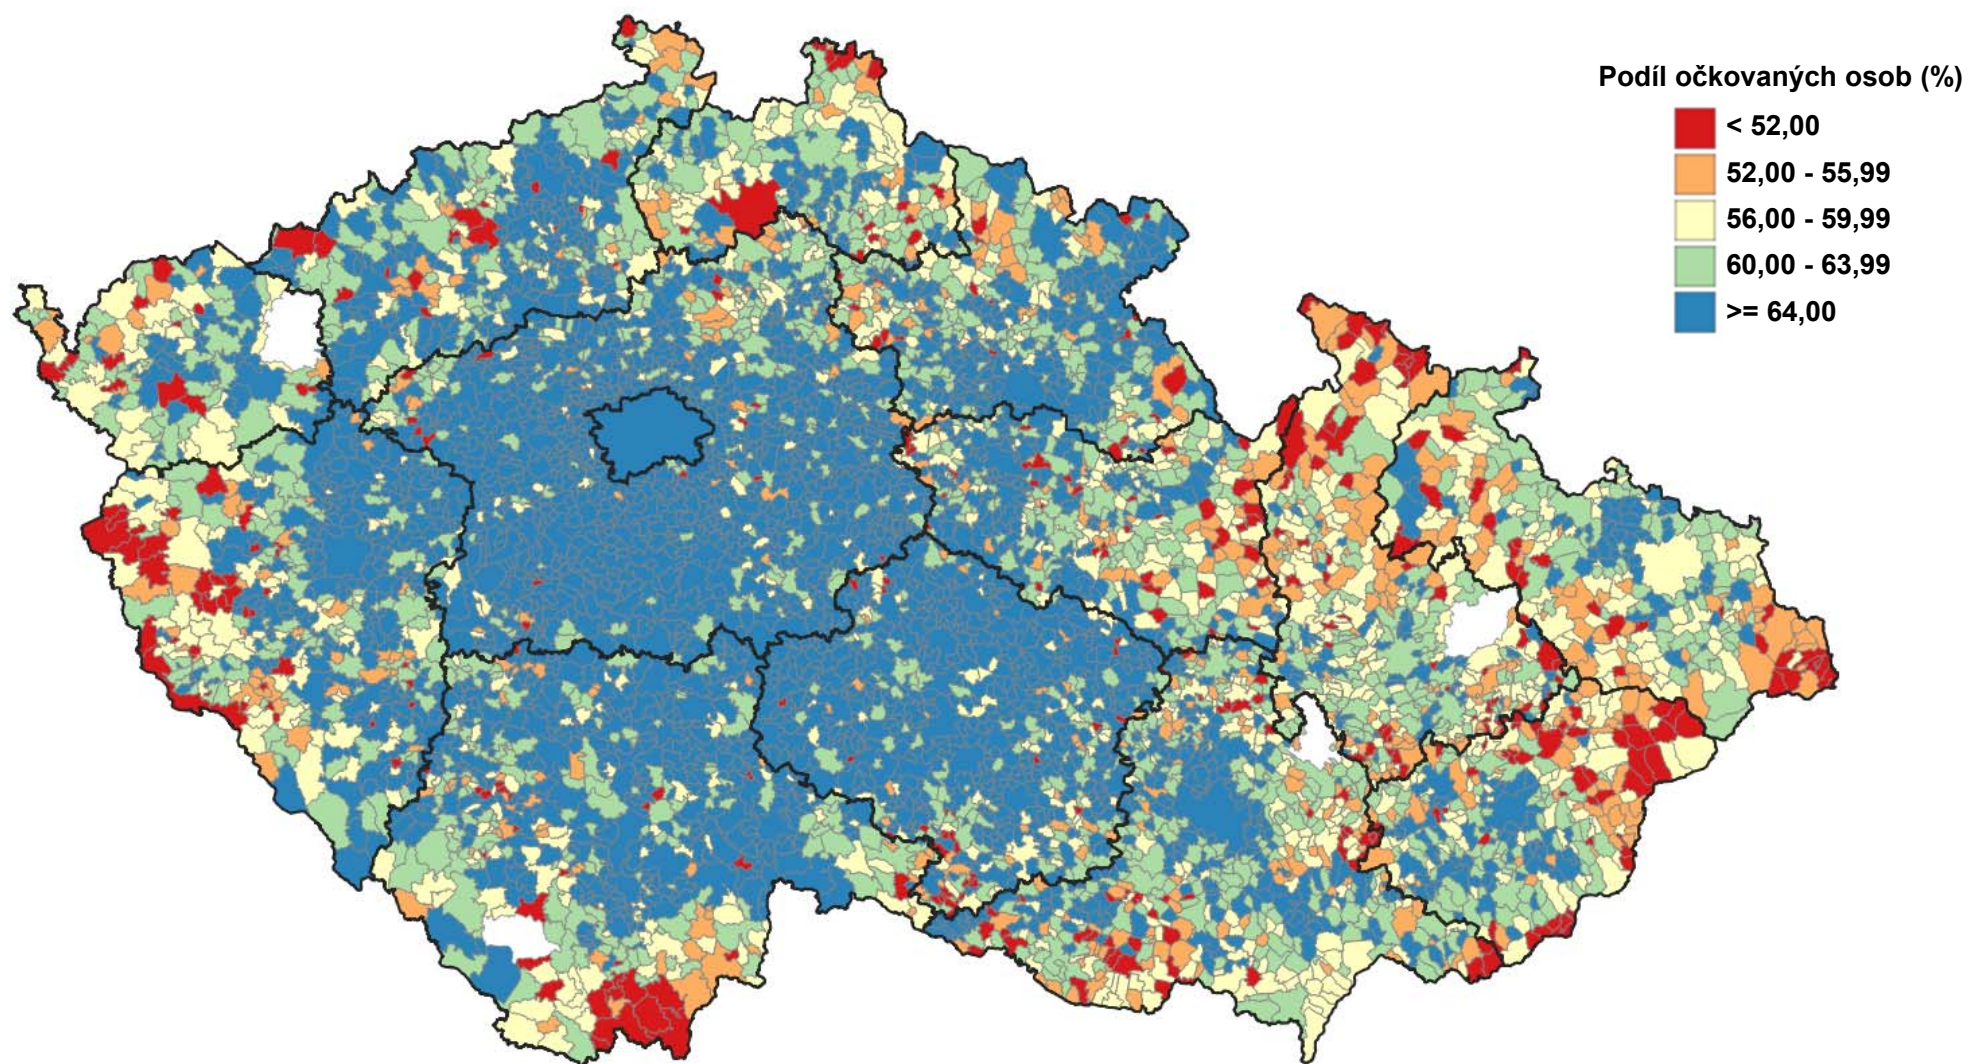 Podíl očkovaných osob (%)
< 52,00
52,00 - 55,99
56,00 - 59,99
60,00 - 63,99
>= 64,00